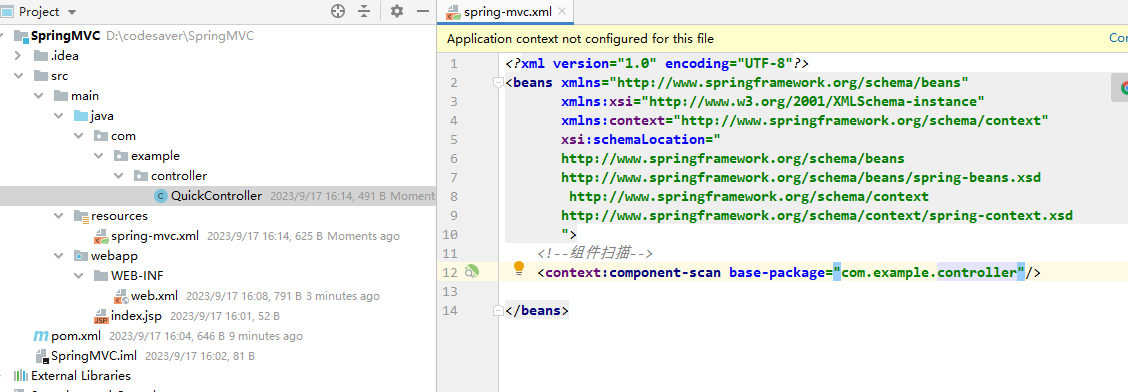 Project
SpringMVC D:\codesaver\SpringMVC
.idea
src
main
java
com
example
controller
QuickController 2023/9/17 16:14, 491 B Moment
resources
spring-mvc.xml 2023/9/17 16:14, 625 B Moments ago
webapp
WEB-INF
web.xml 2023/9/17 16:08, 791 B 3 minutes ago
index.jsp 2023/9/17 16:01, 52 B
pom.xml 2023/9/17 16:04, 646 B 9 minutes ago
SpringMVC.iml 2023/9/17 16:02, 81 B
External Libraries
spring-mvc.xml
Application context not configured for this file Con
1 <?xml version="1.0" encoding="UTF-8"?>
2 <beans xmlns="http://www.springframework.org/schema/beans"
3 xmlns:xsi="http://www.w3.org/2001/XMLSchema-instance"
4 xmlns:context="http://www.springframework.org/schema/context"
5 xsi:schemaLocation="
6 http://www.springframework.org/schema/beans
7 http://www.springframework.org/schema/beans/spring-beans.xsd
8 http://www.springframework.org/schema/context
9 http://www.springframework.org/schema/context/spring-context.xsd
10 ">
11 <!--组件扫描-->
12 <context:component-scan base-package="com.example.controller"/>
13
14 </beans>